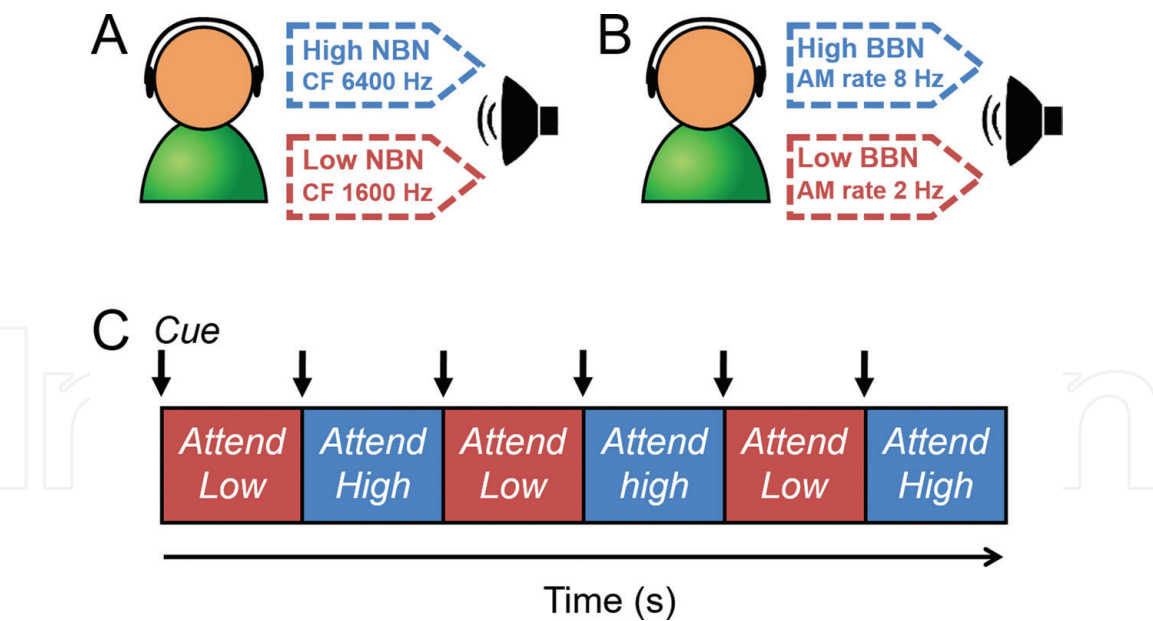 A
High NBN
CF 6400 Hz
Low NBN
CF 1600 Hz
B
High BBN
AM rate 8 Hz
Low BBN
AM rate 2 Hz
C Cue
Attend Low
Attend High
Attend Low
Attend high
Attend Low
Attend High
Time (s)